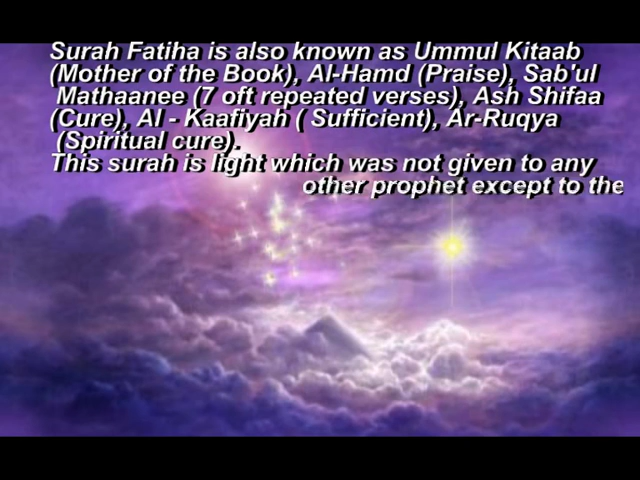 Surah Fatiha is also known as Ummul Kitaab
(Mother of the Book), Al-Hamd (Praise), Sab'ul
Mathaanee (7 oft repeated verses), Ash Shifaa
(Cure), Al - Kaafiyah ( Sufficient), Ar-Ruqya
(Spiritual cure).
This surah is light which was not given to any
other prophet except to the